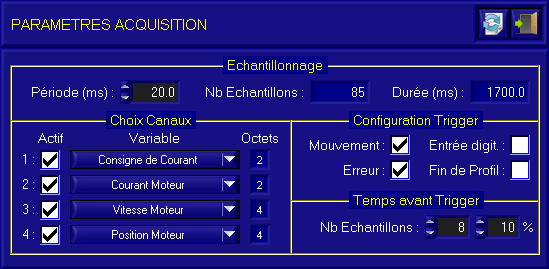 PARAMETRES ACQUISITION
Echantillonnage
Période (ms) : 20.0 Nb Echantillons : 85 Durée (ms) : 1700.0
Choix Canaux
Actif Variable Octets
1 : Consigne de Courant 2
2 : Courant Moteur 2
3 : Vitesse Moteur 4
4 : Position Moteur 4
Configuration Trigger
Mouvement : Entrée digit. :
Erreur : Fin de Profil :
Temps avant Trigger
Nb Echantillons : 8 10 %